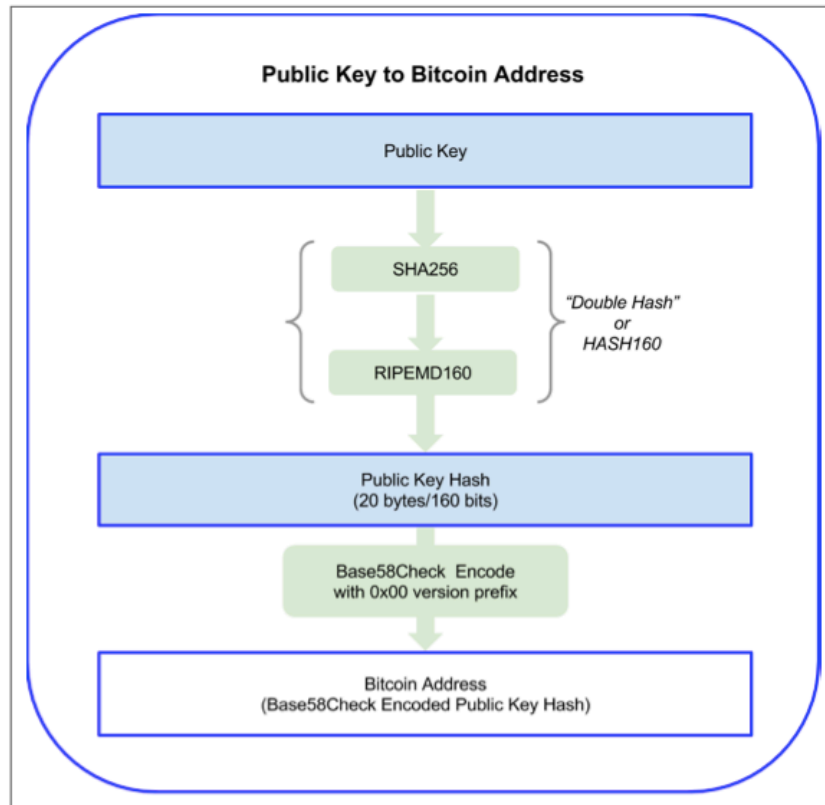 Public Key to Bitcoin Address
Public Key
SHA256
“Double Hash”
or
HASH160
RIPEMD160
Public Key Hash
(20 bytes/160 bits)
Base58Check Encode
with 0x00 version prefix
Bitcoin Address
(Base58Check Encoded Public Key Hash)